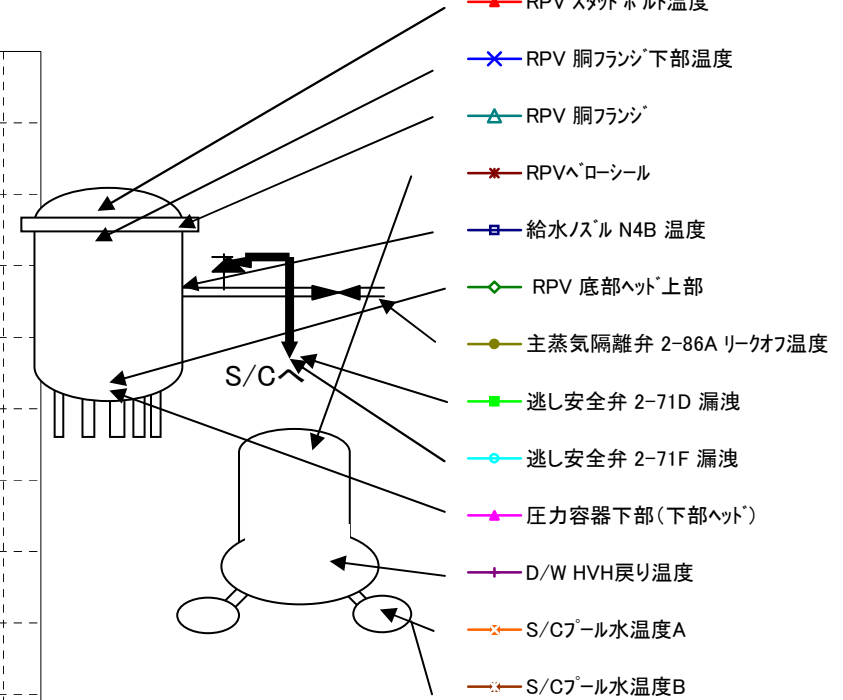 RPV スタットﾞボルト温度
RPV 胴フランジﾞ下部温度
RPV 胴フランジﾞ
RPVﾍﾞﾛｰｼｰﾙ
給水ﾉｽﾞﾙ N4B 温度
RPV 底部ﾍｯﾄﾞ上部
主蒸気隔離弁 2-86A ﾘｰｸｵﾌ温度
S/Cへ
逃し安全弁 2-71D 漏洩
逃し安全弁 2-71F 漏洩
圧力容器下部(下部ﾍｯﾄﾞ)
D/W HVH戻り温度
S/Cﾌﾟｰﾙ水温度A
S/Cﾌﾟｰﾙ水温度B